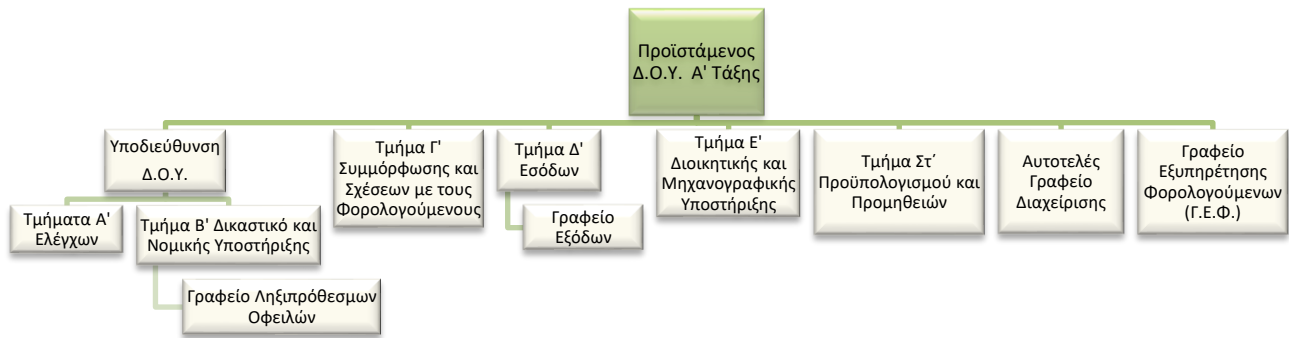 Προϊστάμενος
Δ.Ο.Υ. Α' Τάξης
Υποδιεύθυνση
Δ.Ο.Υ.
Τμήμα Γ'
Συμμόρφωσης και
Σχέσεων με τους
Φορολογούμενους
Τμήμα Δ'
Εσόδων
Τμήμα Ε'
Διοικητικής και
Μηχανογραφικής
Υποστήριξης
Τμήμα Στ΄
Προϋπολογισμού και
Προμηθειών
Αυτοτελές
Γραφείο
Διαχείρισης
Γραφείο
Εξυπηρέτησης
Φορολογούμενων
(Γ.Ε.Φ.)
Τμήματα Α'
Ελέγχων
Τμήμα Β' Δικαστικό και
Νομικής Υποστήριξης
Γραφείο
Εξόδων
Γραφείο Ληξιπρόθεσμων
Οφειλών